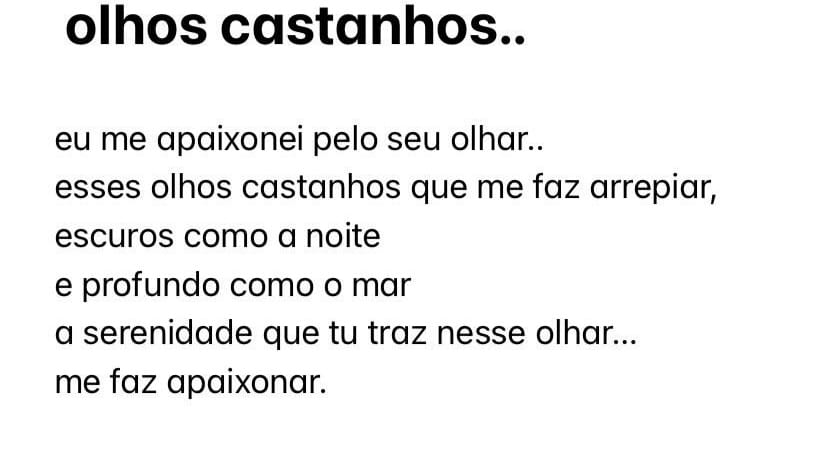 olhos castanhos..
eu me apaixonei pelo seu olhar..
esses olhos castanhos que me faz arrepiar,
escuros como a noite
e profundo como o mar
a serenidade que tu traz nesse olhar...
me faz apaixonar.